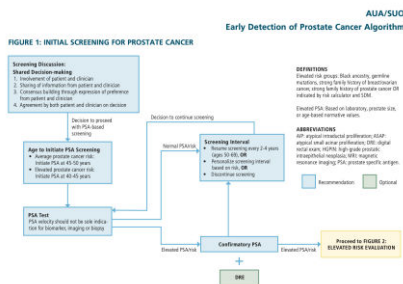 AUA/SUO
Early Detection of Prostate Cancer Algorithm
FIGURE 1: INITIAL SCREENING FOR PROSTATE CANCER
Screening Discussion:
Shared Decision-making
1. Involvement of patient and clinician
2. Sharing of information from patient and clinician
3. Consensus building through expression of preference
from patient and clinician
4. Agreement by both patient and clinician on decision
Decision to proceed
with PSA-based
screening
Age to Initiate PSA Screening
• Average prostate cancer risk:
Initiate PSA at 45-50 years
• Elevated prostate cancer risk:
Initiate PSA at 40-45 years
PSA Test
PSA velocity should not be sole indica-
tion for biomarker, imaging or biopsy
Decision to continue screening
Normal PSA/risk
Screening Interval
• Resume screening every 2-4 years
(ages 50-69), OR
• Personalize screening interval
based on risk, OR
• Discontinue screening
Elevated PSA/risk
Confirmatory PSA
+
DRE
Elevated PSA/risk
Proceed to FIGURE 2:
ELEVATED RISK EVALUATION
DEFINITIONS
Elevated risk groups: Black ancestry, germline
mutations, strong family history of breast/ovarian
cancer, strong family history of prostate cancer OR
indicated by risk calculator and SDM.
Elevated PSA: Based on laboratory, prostate size,
or age-based normative values.
ABBREVIATIONS
AIP: atypical intraductal proliferation; ASAP:
atypical small acinar proliferation; DRE: digital
rectal exam; HGPIN: high-grade prostatic
intraepithelial neoplasia; MRI: magnetic
resonance imaging; PSA: prostate specific antigen.
Recommendation
Optional